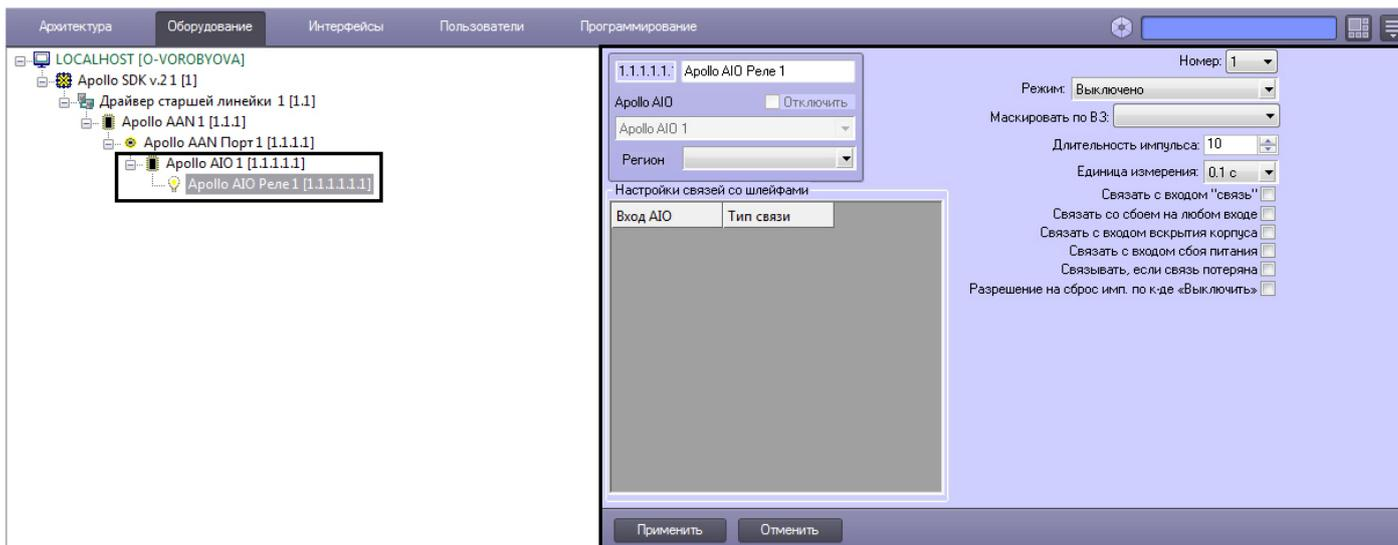 Архитектура Оборудование Интерфейсы Пользователи Программирование
LOCALHOST [O-VOROBYOVA]
Apollo SDK v.2 1 [1]
Драйвер старшей линейки 1 [1.1]
Apollo AAN 1 [1.1.1]
Apollo AAN Порт 1 [1.1.1.1]
Apollo AIO 1 [1.1.1.1.1]
Apollo AIO Реле 1 [1.1.1.1.1.1]
1.1.1.1.1. Apollo AIO Реле 1
Apollo AIO Отключить
Apollo AIO 1
Регион
Настройки связей со шлейфами
Вход AIO Тип связи
Номер: 1
Режим: Выключено
Маскировать по ВЗ:
Длительность импульса: 10
Единица измерения: 0.1 с
Связать с входом "связь"
Связать со сбоем на любом входе
Связать с входом вскрытия корпуса
Связать с входом сбоя питания
Связывать, если связь потеряна
Разрешение на сброс имп. по к-де «Выключить»
Применить Отменить